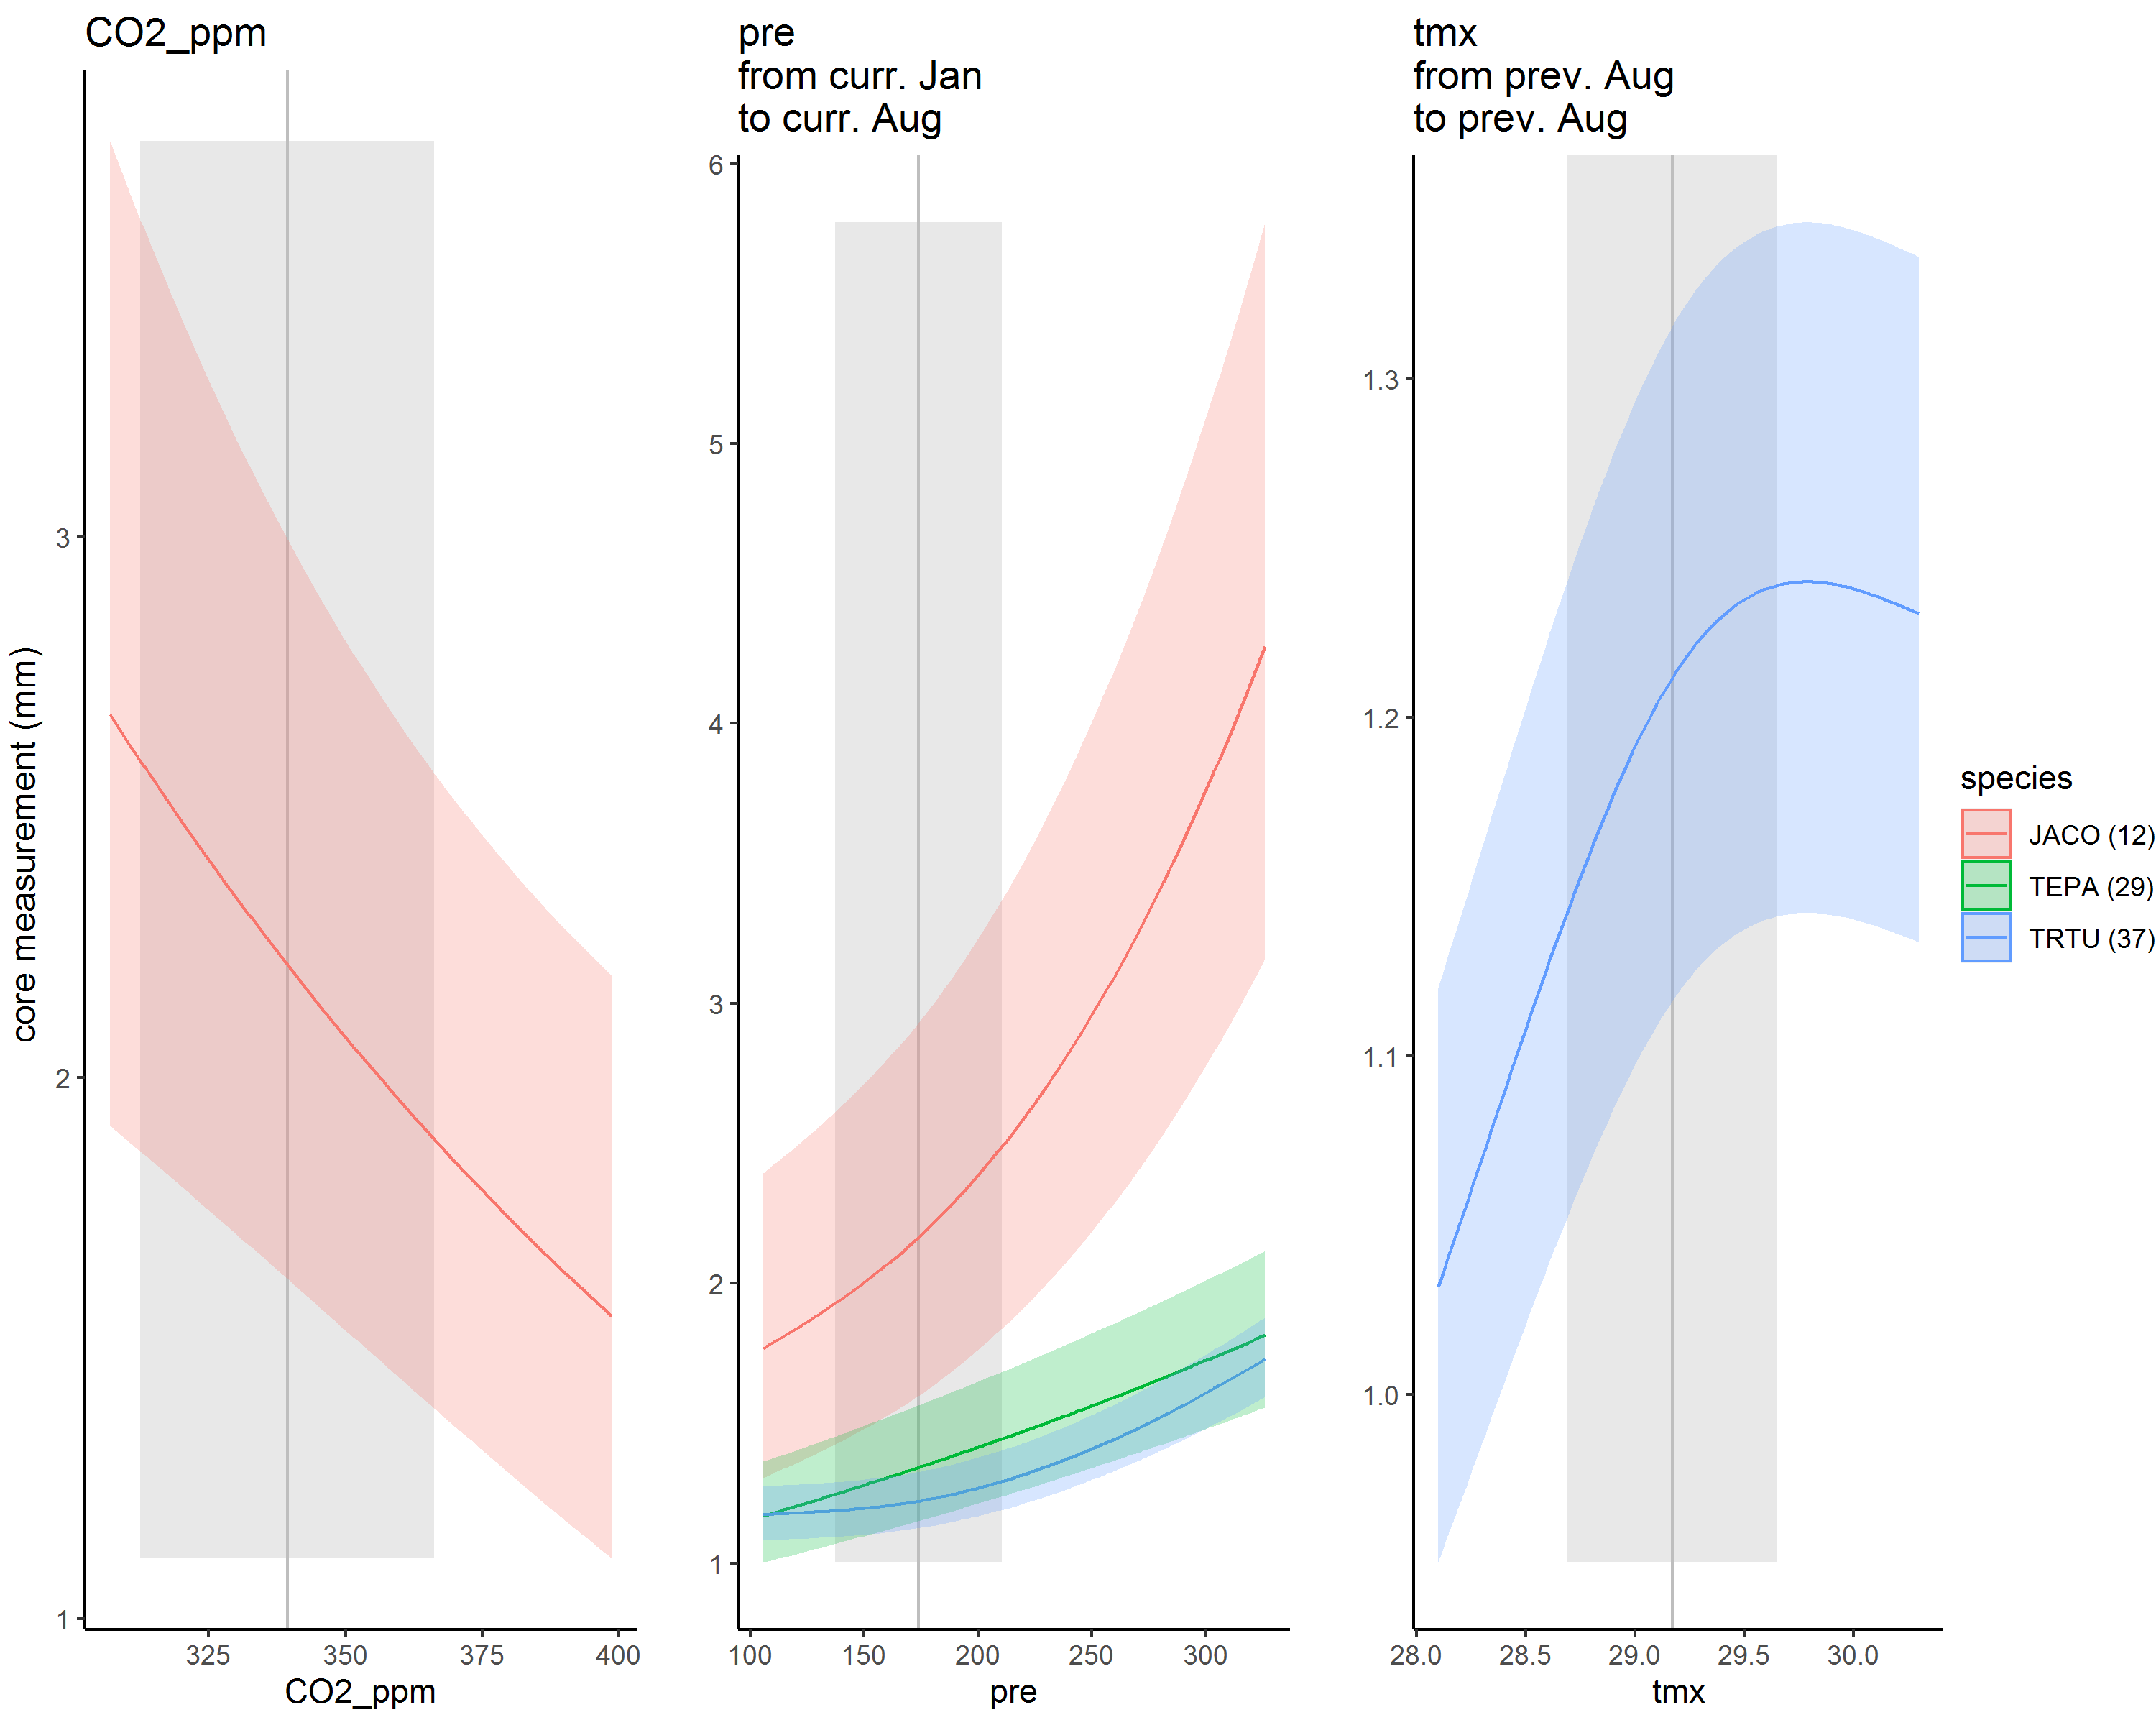 CO2_ppm
core measurement (mm)
3
2
1
325 350 375 400
CO2_ppm
pre
from curr. Jan
to curr. Aug
6
5
4
3
2
1
100 150 200 250 300
pre
tmx
from prev. Aug
to prev. Aug
1.3
1.2
1.1
1.0
28.0 28.5 29.0 29.5 30.0
tmx
species
JACO (12)
TEPA (29)
TRTU (37)